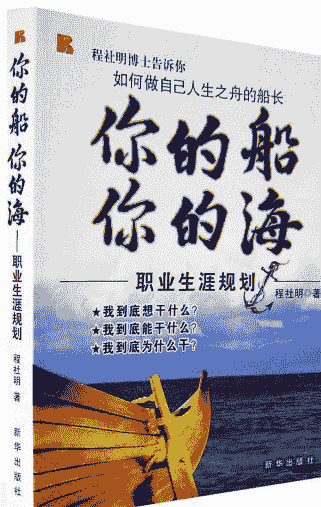 程社明博士告诉你
如何做自己人生之舟的船长
你的船
你的海
——职业生涯规划
程社明 著
★我到底想干什么？
★我到底能干什么？
★我到底为什么干？
新华出版社
你的船 你的海——职业生涯规划
程社明 著
新华出版社